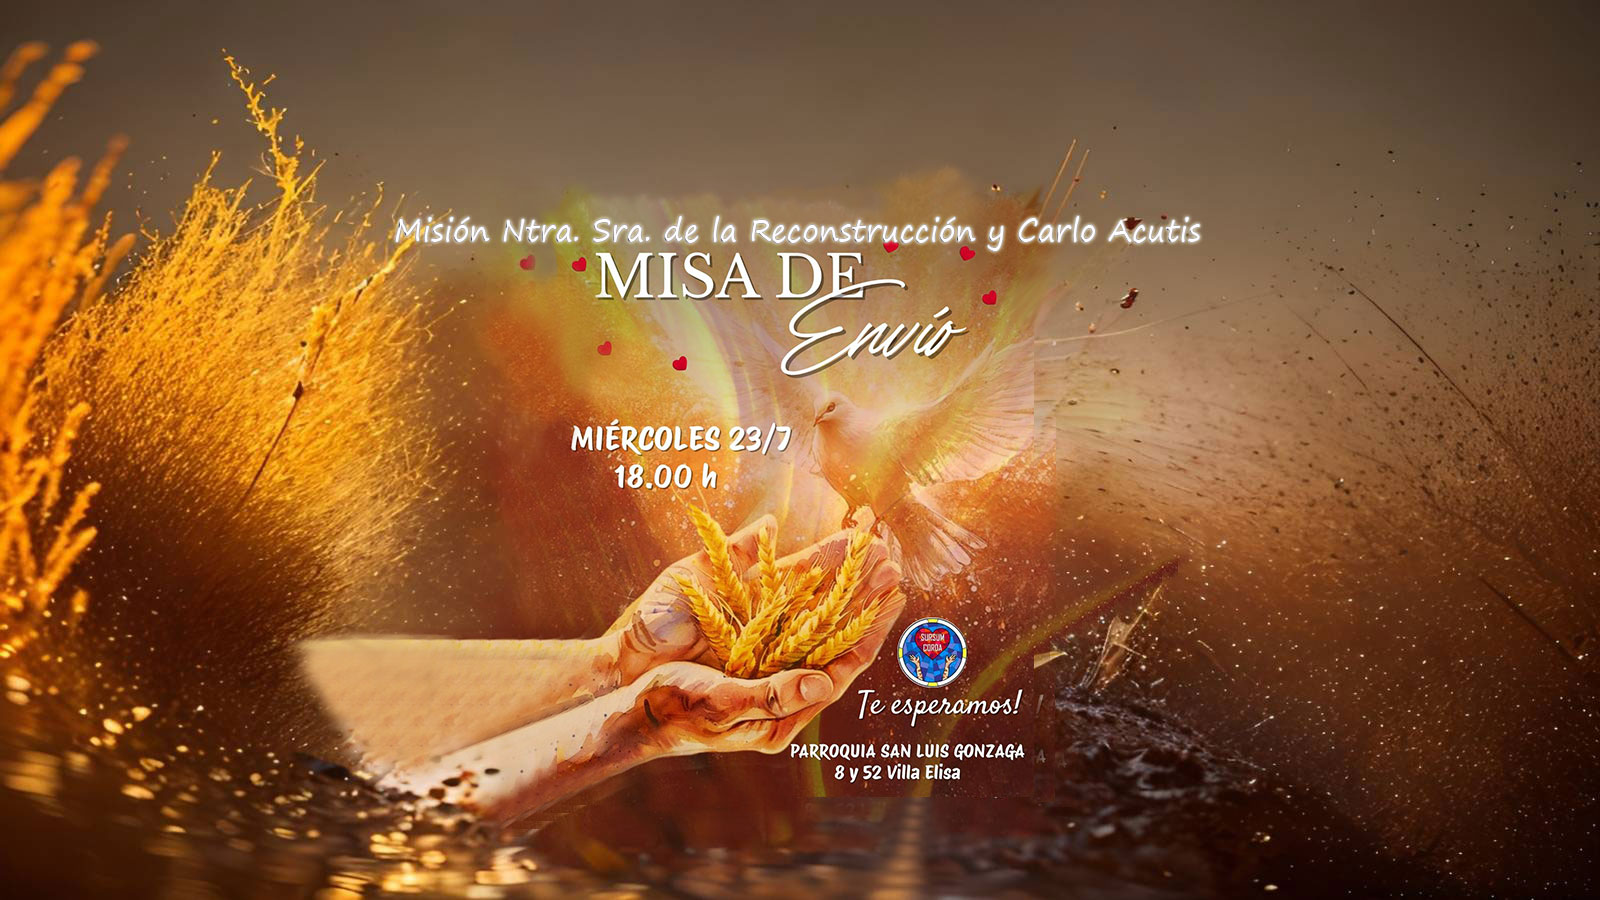 Misión Ntra. Sra. de la Reconstrucción y Carlo Acutis
MISA DE
Envío
MIÉRCOLES 23/7
18.00 h
SURSUM
CORDA
Te esperamos!
PARROQUIA SAN LUIS GONZAGA
8 y 52 Villa Elisa